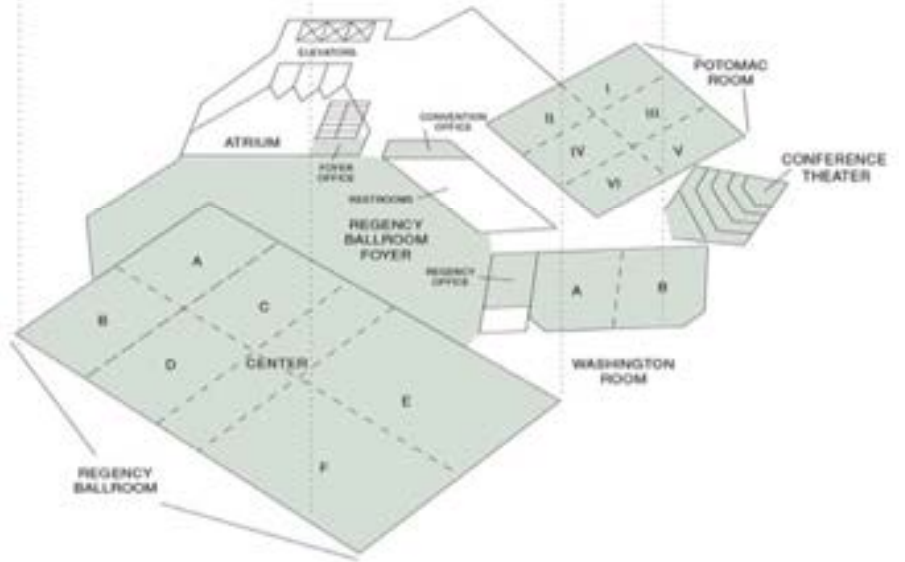 ELEVATORS
POTOMAC
ROOM
I
II
III
CONVENTION
OFFICE
ATRIUM
IV
V
CONFERENCE
THEATER
FOYER
OFFICE
VI
RESTROOMS
REGENCY
BALLROOM
FOYER
A
REGENCY
OFFICE
A
B
C
B
D
CENTER
WASHINGTON
ROOM
E
F
REGENCY
BALLROOM